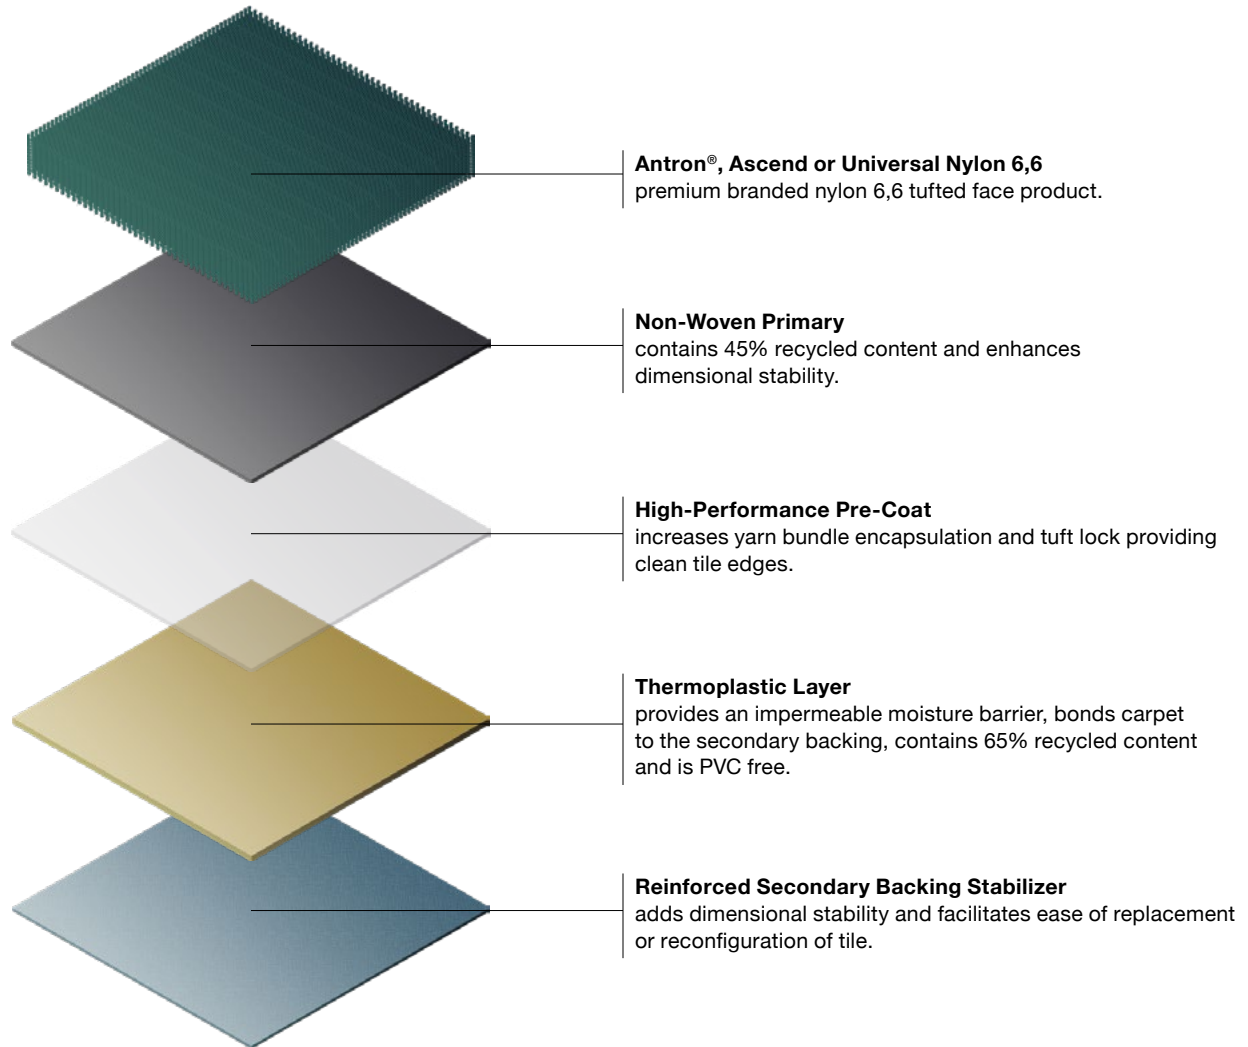 Antron®, Ascend or Universal Nylon 6,6
premium branded nylon 6,6 tufted face product.
Non-Woven Primary
contains 45% recycled content and enhances
dimensional stability.
High-Performance Pre-Coat
increases yarn bundle encapsulation and tuft lock providing
clean tile edges.
Thermoplastic Layer
provides an impermeable moisture barrier, bonds carpet
to the secondary backing, contains 65% recycled content
and is PVC free.
Reinforced Secondary Backing Stabilizer
adds dimensional stability and facilitates ease of replacement
or reconfiguration of tile.